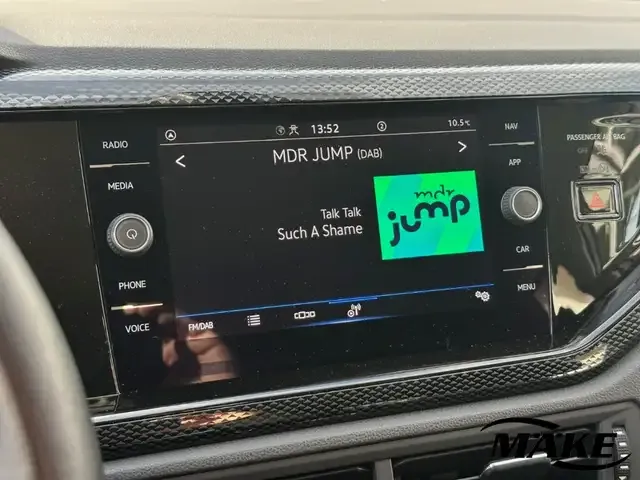 RADIO
MEDIA
PHONE
VOICE
13:52
2
10.5°C
<
MDR JUMP (DAB)
>
Talk Talk
Such A Shame
mdr
jump
FM/DAB
NAV
APP
CAR
MENU
PASSENGER AIR BAG
MAKE